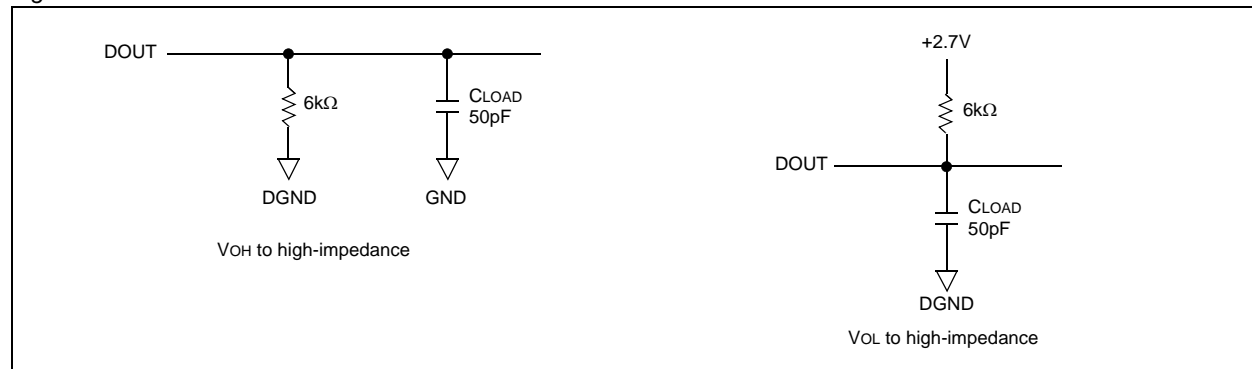 DOUT
6kΩ
CLOAD
50pF
DGND
GND
VOH to high-impedance
+2.7V
6kΩ
DOUT
CLOAD
50pF
DGND
VOL to high-impedance